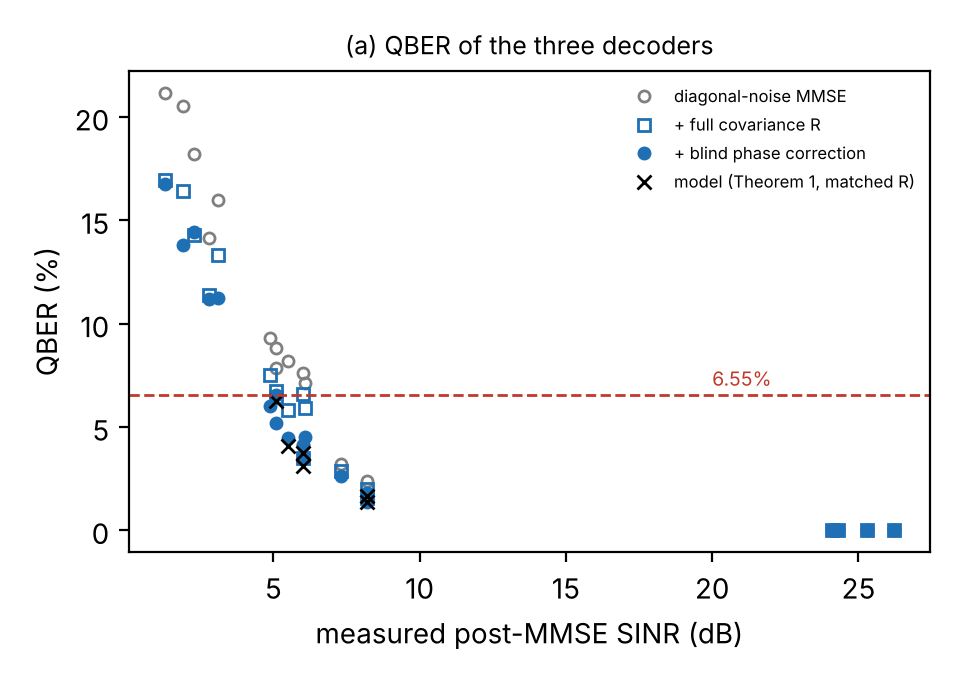 (a) QBER of the three decoders
diagonal-noise MMSE
+ full covariance R
+ blind phase correction
model (Theorem 1, matched R)
6.55%
QBER (%)
20
15
10
5
0
5
10
15
20
25
measured post-MMSE SINR (dB)